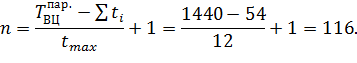 n = (T_ВЦ^пар. − ∑ t_i) / t_max + 1 = (1440 − 54) / 12 + 1 = 116.